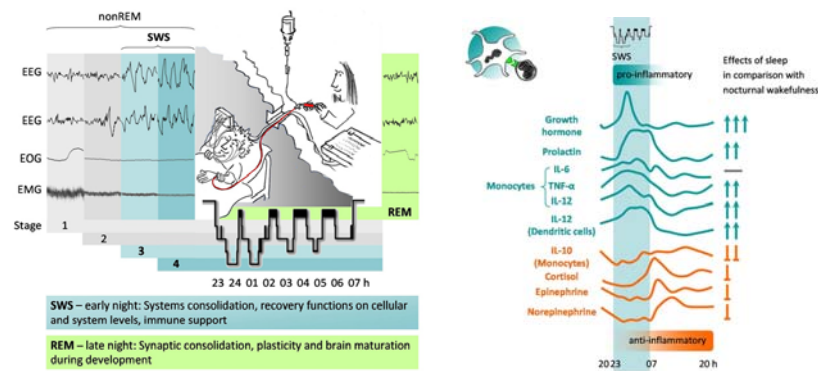 nonREM
SWS
EEG
EEG
EOG
EMG
Stage
1
2
3
4
REM
23 24 01 02 03 04 05 06 07 h
SWS – early night: Systems consolidation, recovery functions on cellular
and system levels, immune support
REM – late night: Synaptic consolidation, plasticity and brain maturation
during development
SWS
pro-inflammatory
Effects of sleep
in comparison with
nocturnal wakefulness
Growth
hormone
Prolactin
IL-6
Monocytes
TNF-α
IL-12
IL-12
(Dendritic cells)
IL-10
(Monocytes)
Cortisol
Epinephrine
Norepinephrine
anti-inflammatory
20 23 07 20 h